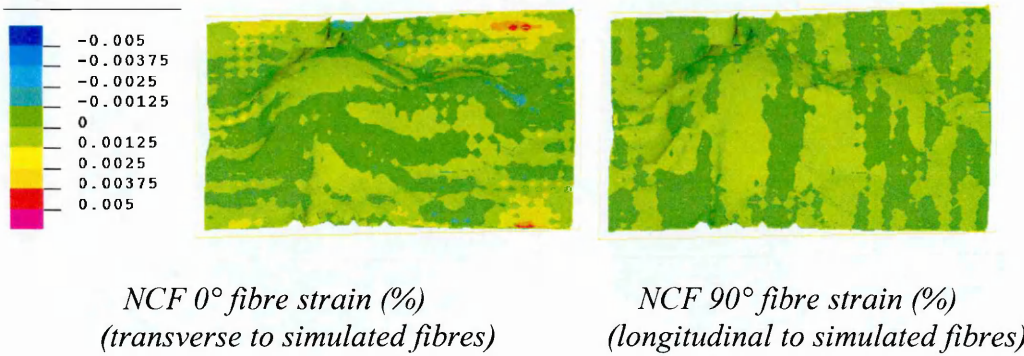 -0.005
-0.00375
-0.0025
-0.00125
0
0.00125
0.0025
0.00375
0.005
NCF 0° fibre strain (%)
(transverse to simulated fibres)
NCF 90° fibre strain (%)
(longitudinal to simulated fibres)